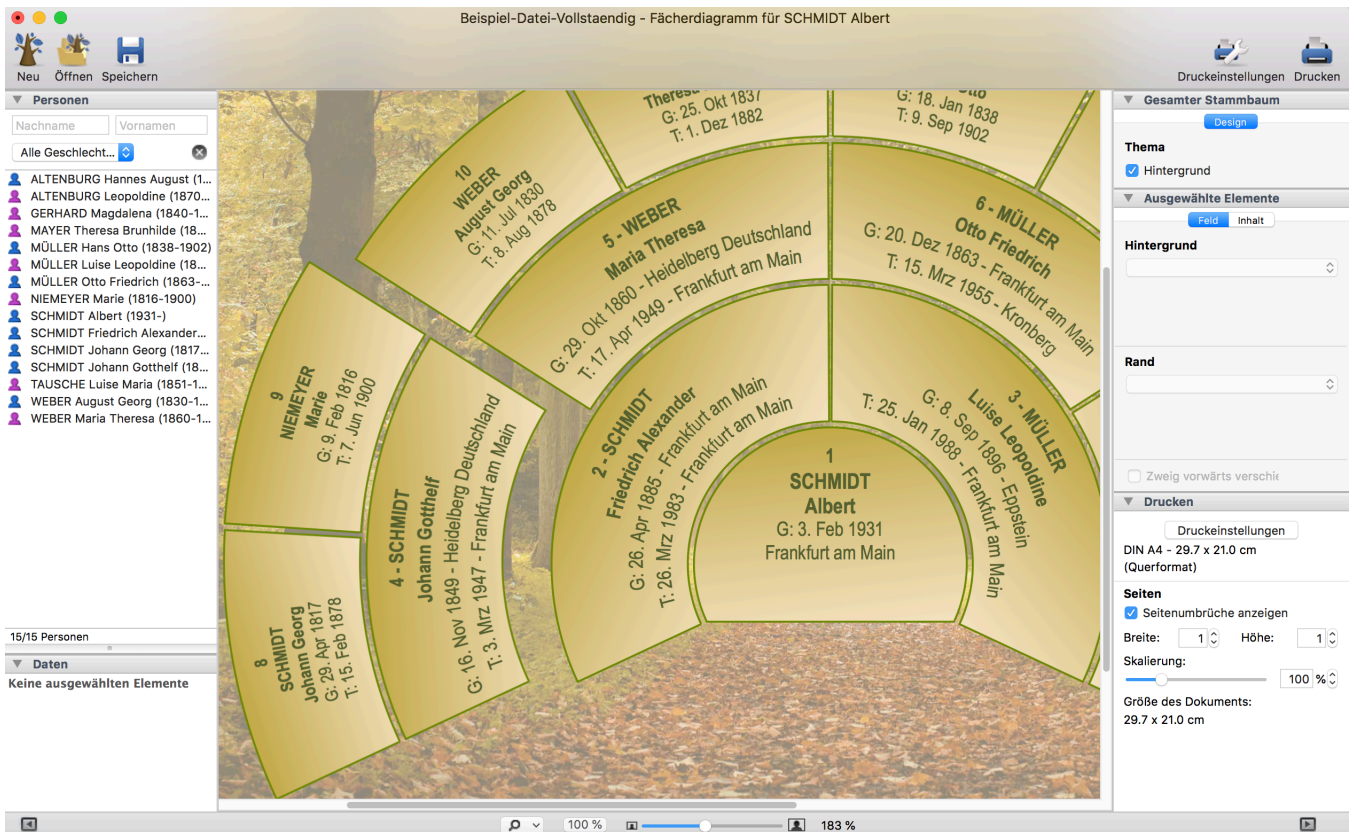 Beispiel-Datei-Vollstaendig - Fächerdiagramm für SCHMIDT Albert
Neu
Öffnen
Speichern
Druckeinstellungen
Drucken
Personen
Nachname
Vornamen
Alle Geschlecht...
ALTENBURG Hannes August (1...
ALTENBURG Leopoldine (1870...
GERHARD Magdalena (1840-1...
MAYER Theresa Brunhilde (18...
MÜLLER Hans Otto (1838-1902)
MÜLLER Luise Leopoldine (18...
MÜLLER Otto Friedrich (1863-...
NIEMEYER Marie (1816-1900)
SCHMIDT Albert (1931-)
SCHMIDT Friedrich Alexander...
SCHMIDT Johann Georg (1817...
SCHMIDT Johann Gotthelf (18...
TAUSCHE Luise Maria (1851-1...
WEBER August Georg (1830-1...
WEBER Maria Theresa (1860-1...
15/15 Personen
Daten
Keine ausgewählten Elemente
G: 25. Okt 1837
T: 1. Dez 1882
Otto
G: 18. Jan 1838
T: 9. Sep 1902
10
WEBER
August Georg
G: 11. Jul 1830
T: 8. Aug 1878
5 - WEBER
Maria Theresa
G: 29. Okt 1860 - Heidelberg Deutschland
T: 17. Apr 1949 - Frankfurt am Main
6 - MÜLLER
Otto Friedrich
G: 20. Dez 1863 - Frankfurt am Main
T: 15. Mrz 1955 - Kronberg
9
NIEMEYER
Marie
G: 9. Feb 1816
T: 7. Jun 1900
4 - SCHMIDT
Johann Gotthelf
G: 16. Nov 1849 - Heidelberg Deutschland
T: 3. Mrz 1947 - Frankfurt am Main
2 - SCHMIDT
Friedrich Alexander
G: 26. Apr 1885 - Frankfurt am Main
T: 26. Mrz 1983 - Frankfurt am Main
3 - MÜLLER
Luise Leopoldine
G: 8. Sep 1896 - Eppstein
T: 25. Jan 1988 - Frankfurt am Main
1
SCHMIDT
Albert
G: 3. Feb 1931
Frankfurt am Main
8
SCHMIDT
Johann Georg
G: 29. Apr 1817
T: 15. Feb 1878
Gesamter Stammbaum
Design
Thema
Hintergrund
Ausgewählte Elemente
Feld
Inhalt
Hintergrund
Rand
Zweig vorwärts verschie
Drucken
Druckeinstellungen
DIN A4 - 29.7 x 21.0 cm
(Querformat)
Seiten
Seitenumbrüche anzeigen
Breite: 1
Höhe: 1
Skalierung:
100 %
Größe des Dokuments:
29.7 x 21.0 cm
100 %
183 %